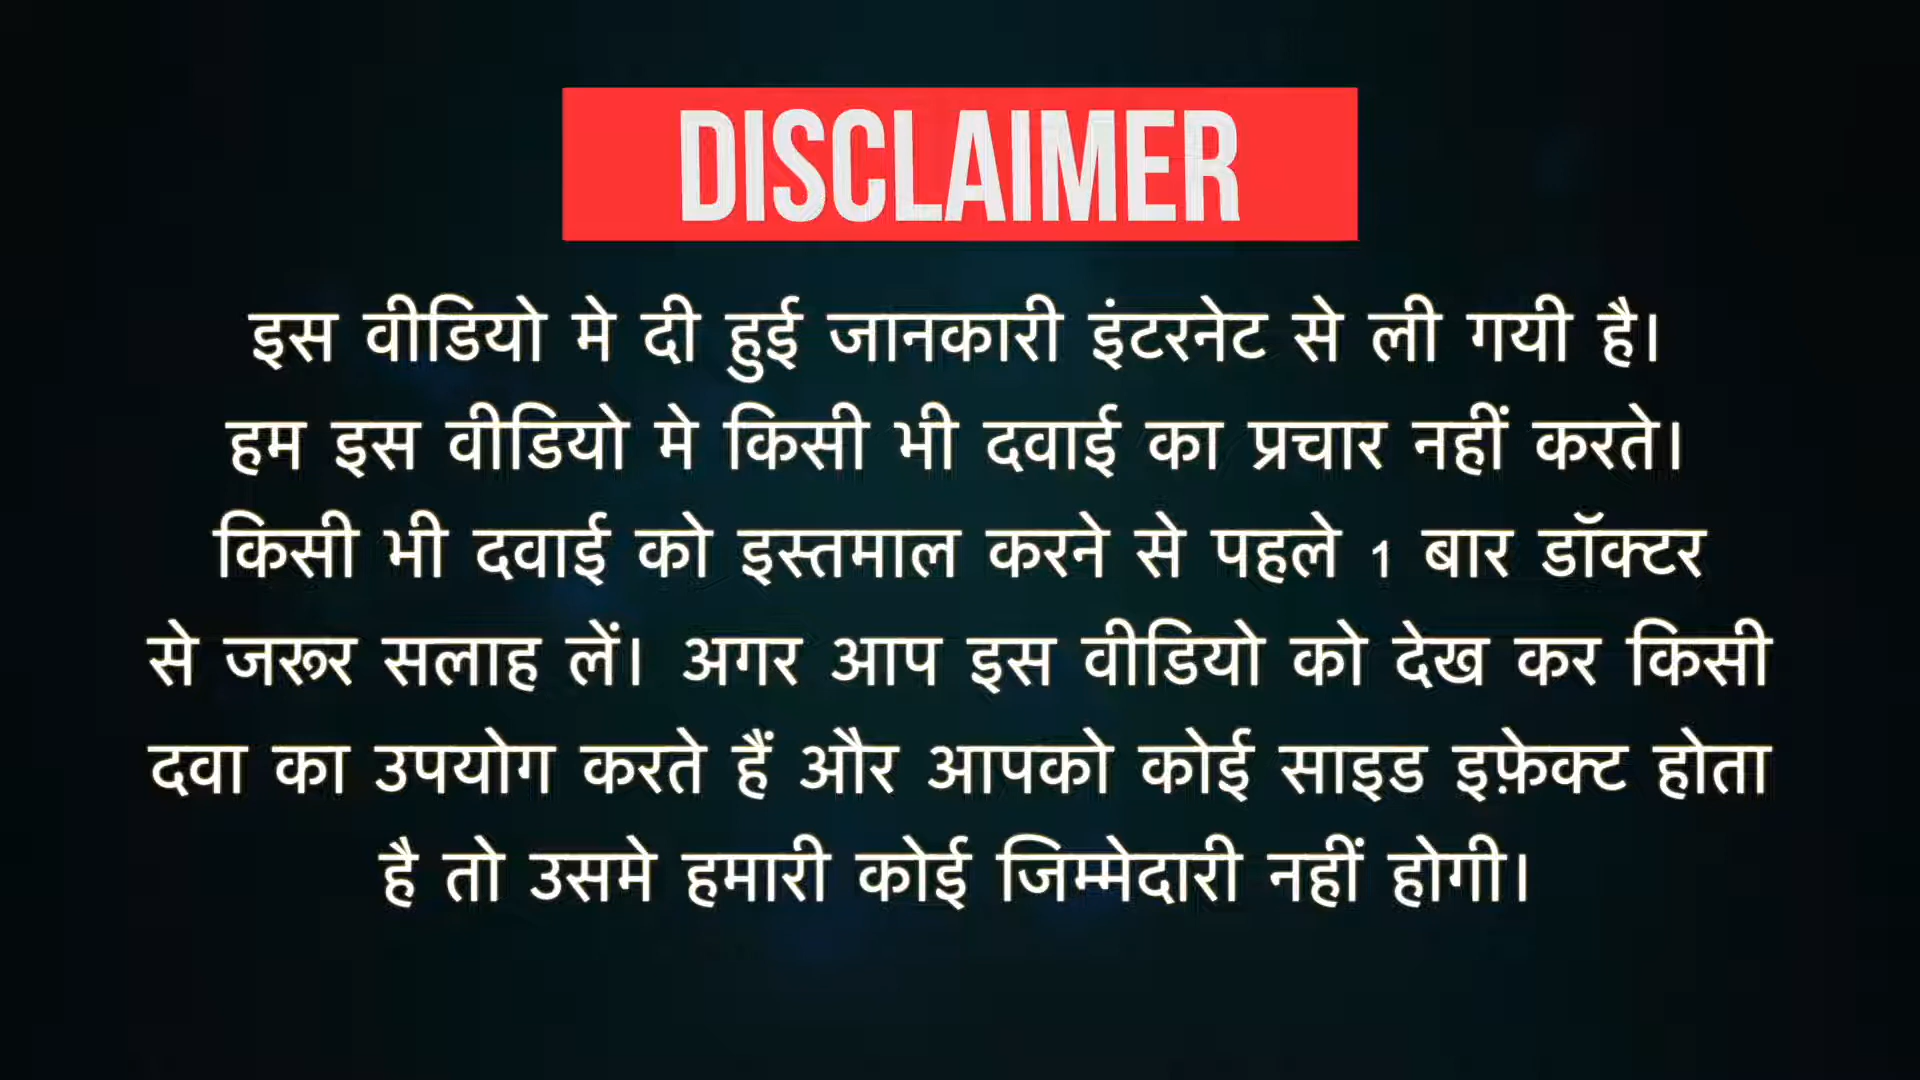 DISCLAIMER
इस वीडियो मे दी हुई जानकारी इंटरनेट से ली गयी है।
हम इस वीडियो मे किसी भी दवाई का प्रचार नहीं करते।
किसी भी दवाई को इस्तमाल करने से पहले 1 बार डॉक्टर
से जरूर सलाह लें। अगर आप इस वीडियो को देख कर किसी
दवा का उपयोग करते हैं और आपको कोई साइड इफ़ेक्ट होता
है तो उसमे हमारी कोई जिम्मेदारी नहीं होगी।